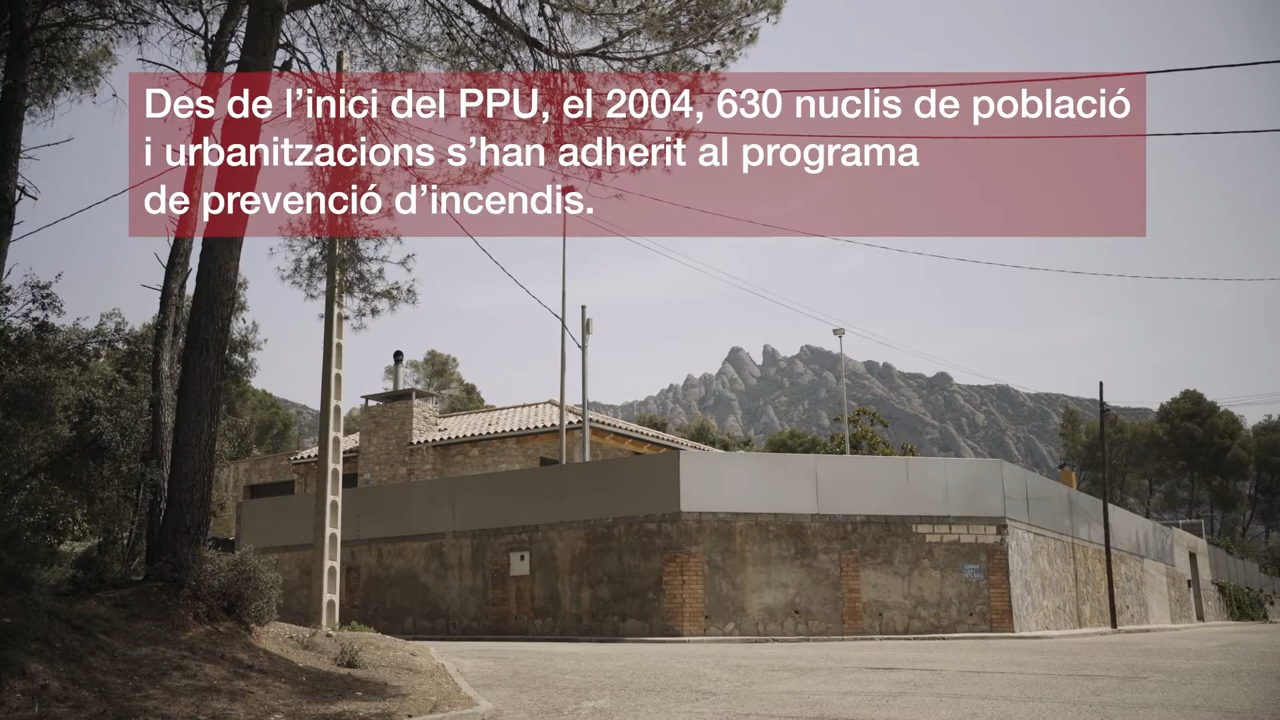 Des de l’inici del PPU, el 2004, 630 nuclis de població
i urbanitzacions s’han adherit al programa
de prevenció d’incendis.